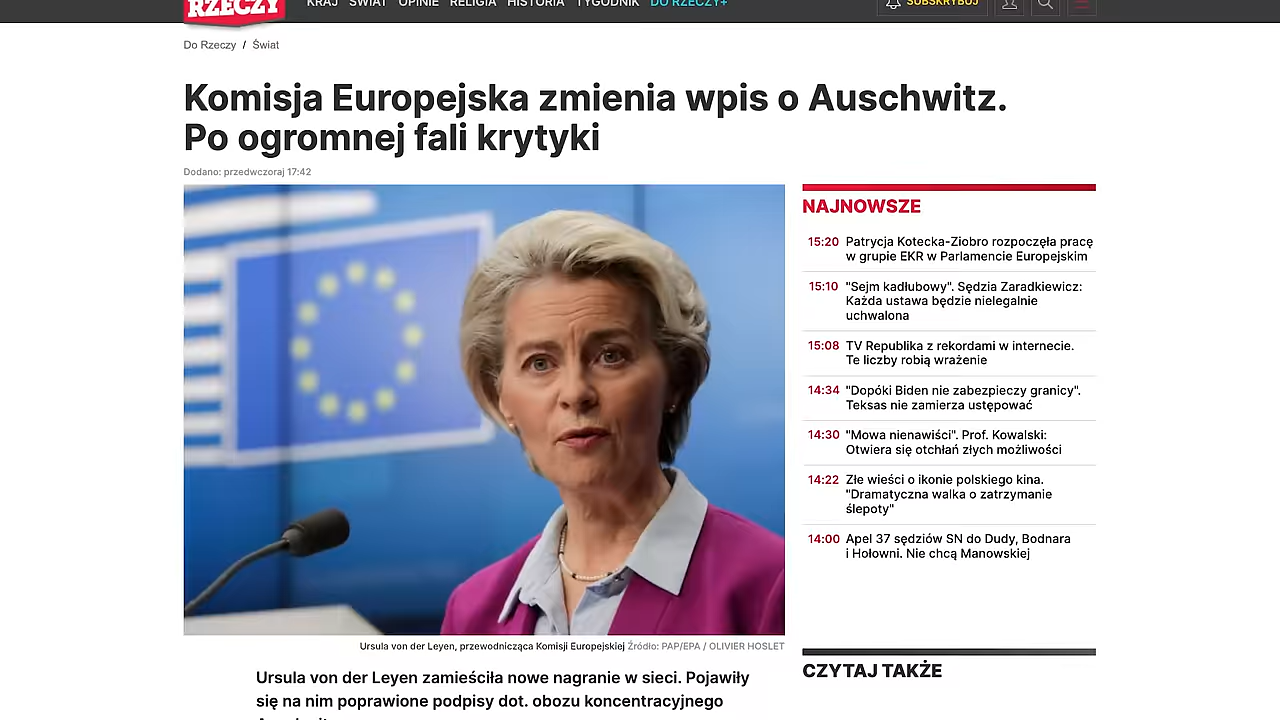 RZECZY
KRAJ ŚWIAT OPINIE RELIGIA HISTORIA TYGODNIK DO RZECZY+
SUBSKRYBUJ
Do Rzeczy / Świat
Komisja Europejska zmienia wpis o Auschwitz.
Po ogromnej fali krytyki
Dodano: przedwczoraj 17:42
Ursula von der Leyen, przewodnicząca Komisji Europejskiej Źródło: PAP/EPA / OLIVIER HOSLET
Ursula von der Leyen zamieściła nowe nagranie w sieci. Pojawiły
się na nim poprawione podpisy dot. obozu koncentracyjnego
NAJNOWSZE
15:20 Patrycja Kotecka-Ziobro rozpoczęła pracę
w grupie EKR w Parlamencie Europejskim
15:10 "Sejm kadłubowy". Sędzia Zaradkiewicz:
Każda ustawa będzie nielegalnie
uchwalona
15:08 TV Republika z rekordami w internecie.
Te liczby robią wrażenie
14:34 "Dopóki Biden nie zabezpieczy granicy".
Teksas nie zamierza ustępować
14:30 "Mowa nienawiści". Prof. Kowalski:
Otwiera się otchłań złych możliwości
14:22 Złe wieści o ikonie polskiego kina.
"Dramatyczna walka o zatrzymanie
ślepoty"
14:00 Apel 37 sędziów SN do Dudy, Bodnara
i Hołowni. Nie chcą Manowskiej
CZYTAJ TAKŻE